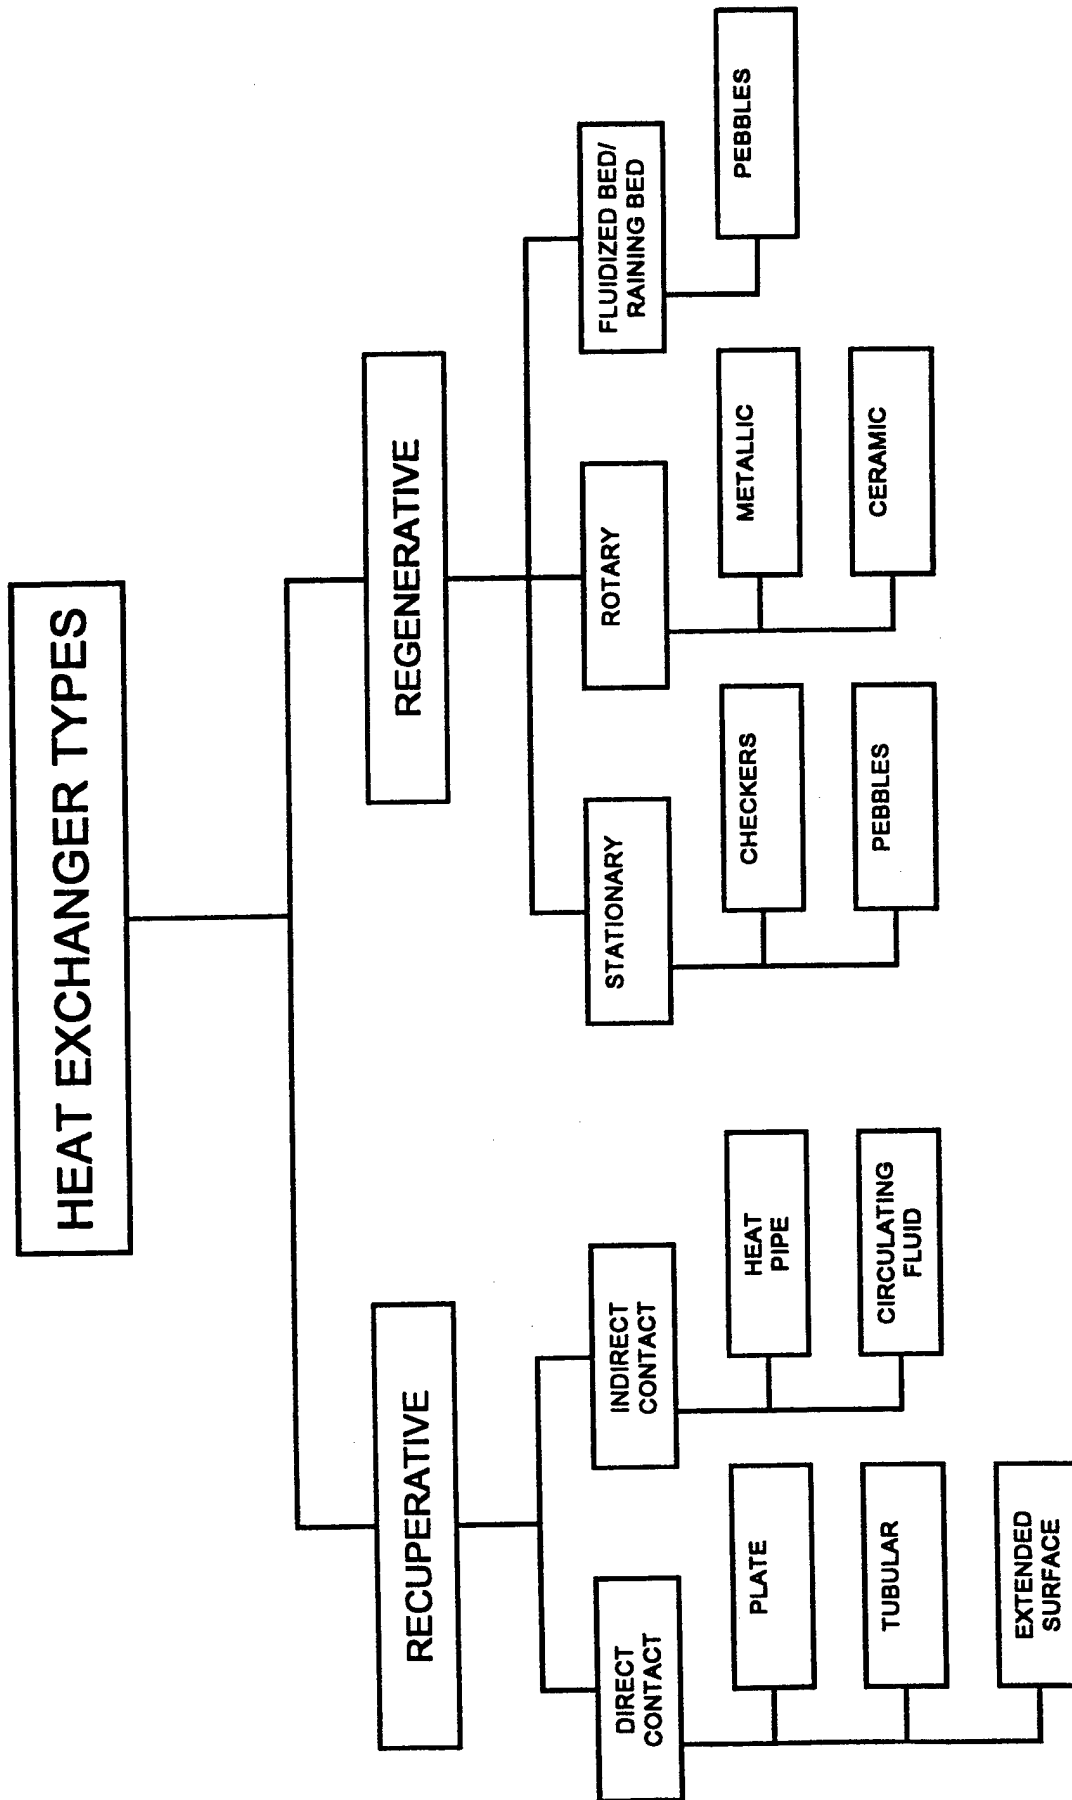 HEAT EXCHANGER TYPES
RECUPERATIVE
REGENERATIVE
DIRECT
CONTACT
INDIRECT
CONTACT
STATIONARY
ROTARY
FLUIDIZED BED/
RAINING BED
PLATE
TUBULAR
EXTENDED
SURFACE
HEAT
PIPE
CIRCULATING
FLUID
CHECKERS
PEBBLES
METALLIC
CERAMIC
PEBBLES